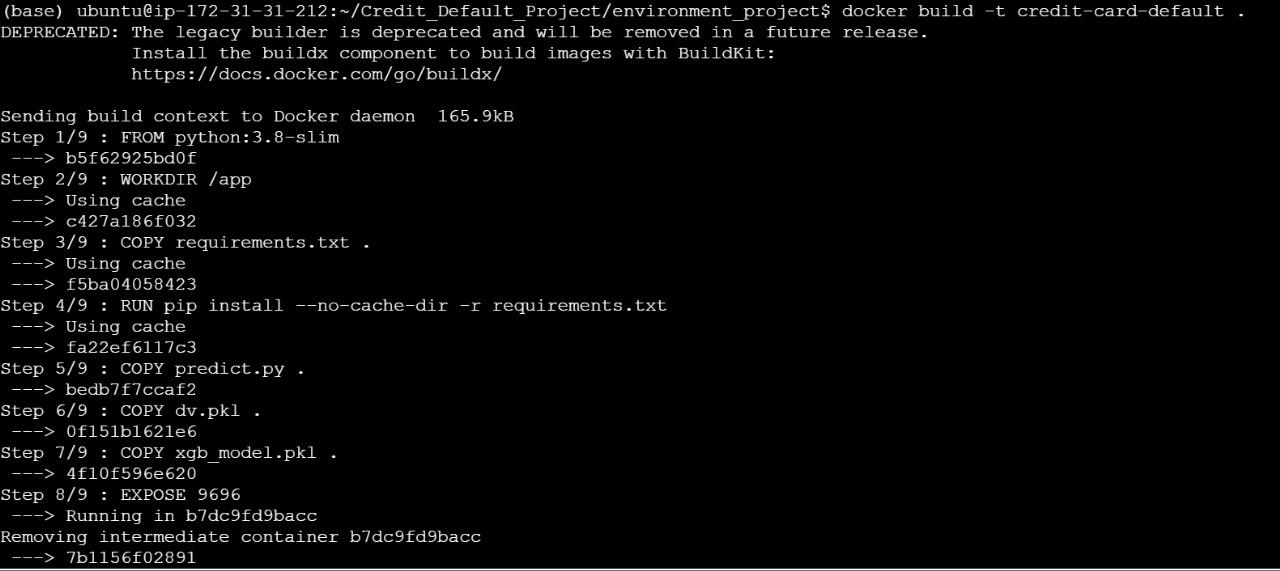 (base) ubuntu@ip-172-31-31-212:~/Credit_Default_Project/environment_project$ docker build -t credit-card-default .
DEPRECATED: The legacy builder is deprecated and will be removed in a future release.
            Install the buildx component to build images with BuildKit:
            https://docs.docker.com/go/buildx/

Sending build context to Docker daemon  165.9kB
Step 1/9 : FROM python:3.8-slim
 ---> b5f62925bd0f
Step 2/9 : WORKDIR /app
 ---> Using cache
 ---> c427a186f032
Step 3/9 : COPY requirements.txt .
 ---> Using cache
 ---> f5ba04058423
Step 4/9 : RUN pip install --no-cache-dir -r requirements.txt
 ---> Using cache
 ---> fa22ef6117c3
Step 5/9 : COPY predict.py .
 ---> bedb7f7ccaf2
Step 6/9 : COPY dv.pkl .
 ---> 0f151b1621e6
Step 7/9 : COPY xgb_model.pkl .
 ---> 4f10f596e620
Step 8/9 : EXPOSE 9696
 ---> Running in b7dc9fd9bacc
Removing intermediate container b7dc9fd9bacc
 ---> 7b1156f02891